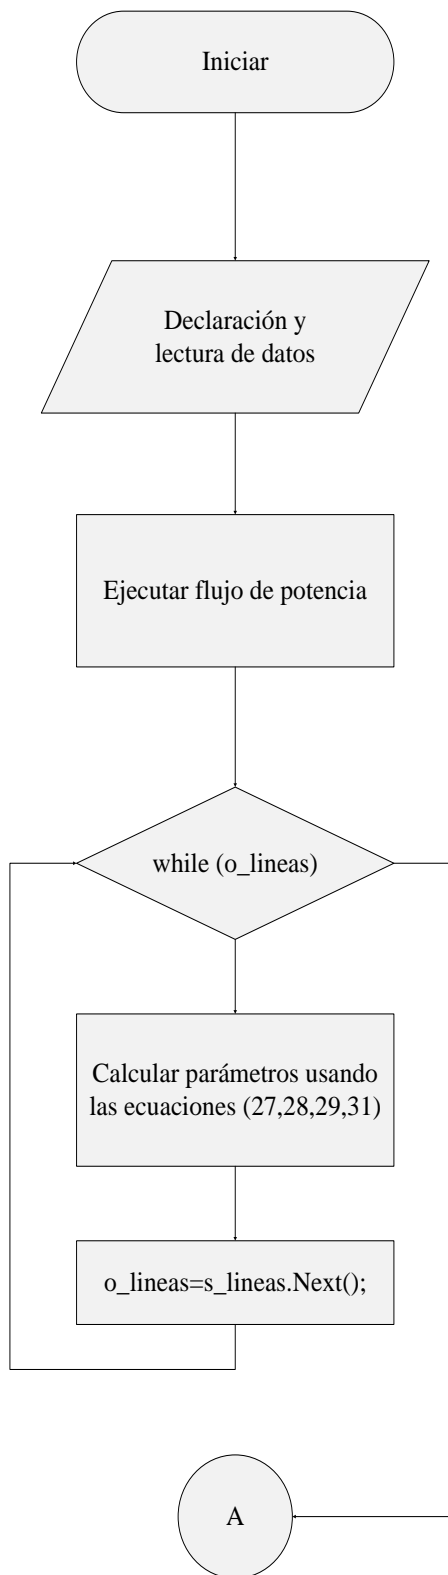 Iniciar
Declaración y
lectura de datos
Ejecutar flujo de potencia
while (o_lineas)
Calcular parámetros usando
las ecuaciones (27,28,29,31)
o_lineas=s_lineas.Next();
A